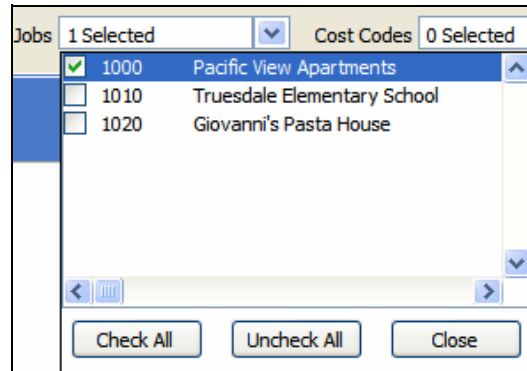 Jobs 1 Selected Cost Codes 0 Selected
1000 Pacific View Apartments
1010 Truesdale Elementary School
1020 Giovanni's Pasta House
Check All Uncheck All Close